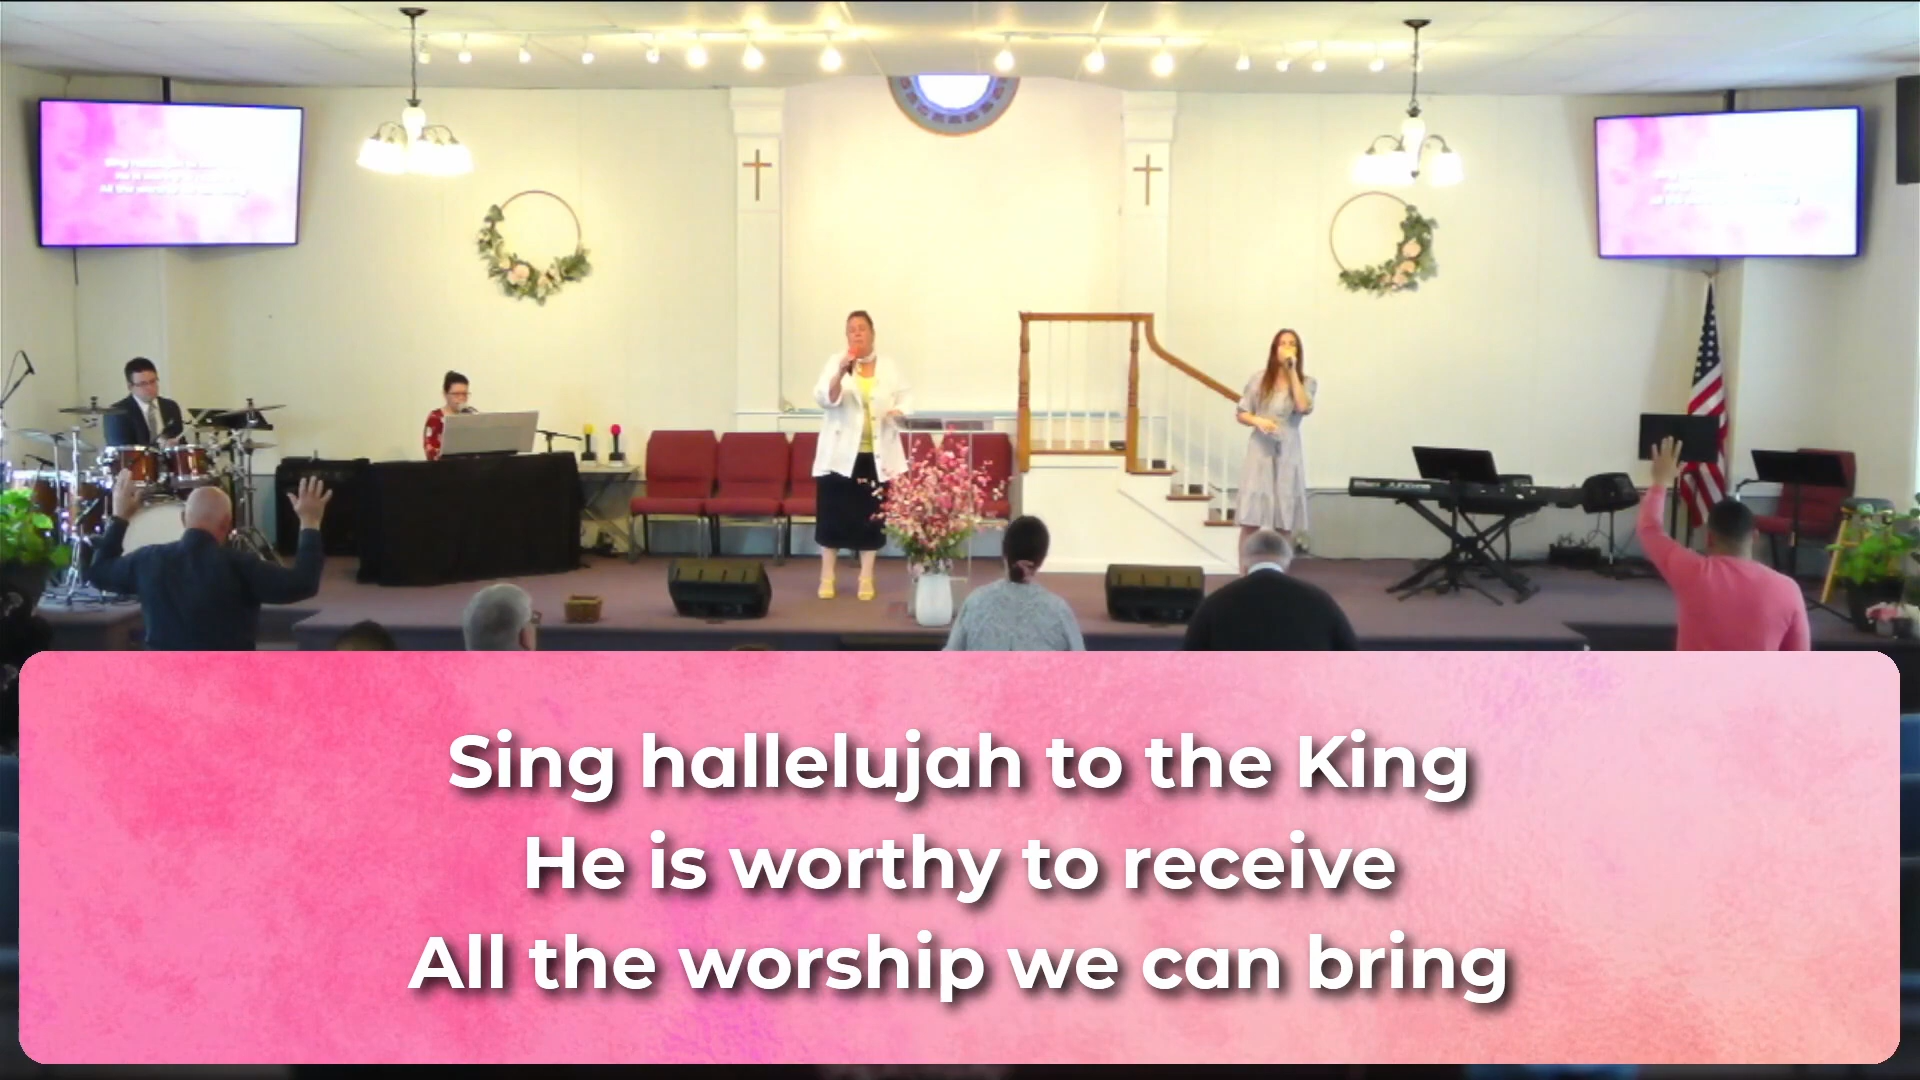 Sing hallelujah to the King
He is worthy to receive
All the worship we can bring